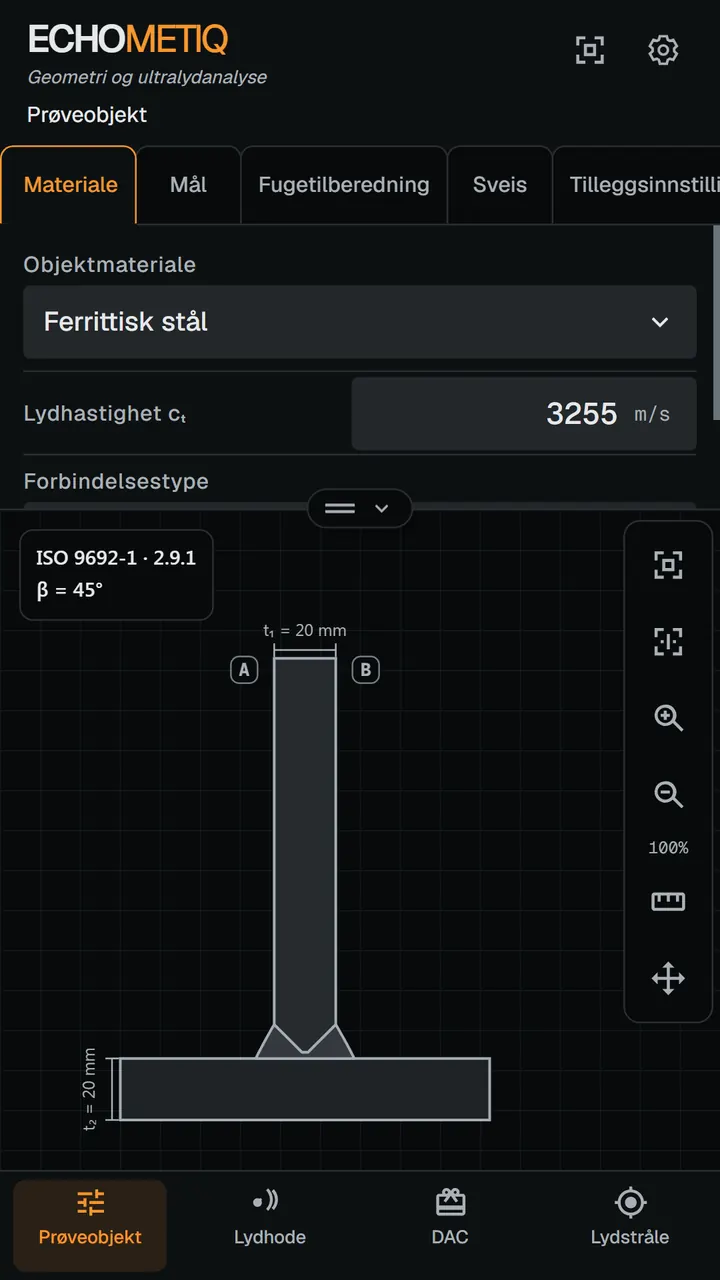 ECHOMETIQ
Geometri og ultralydanalyse
Prøveobjekt
Materiale
Mål
Fugetilberedning
Sveis
Tilleggsinnstilli
Objektmateriale
Ferrittisk stål
Lydhastighet cₜ
3255 m/s
Forbindelsestype
ISO 9692-1 · 2.9.1
β = 45°
t₁ = 20 mm
A
B
100%
t₂ = 20 mm
Prøveobjekt
Lydhode
DAC
Lydstråle